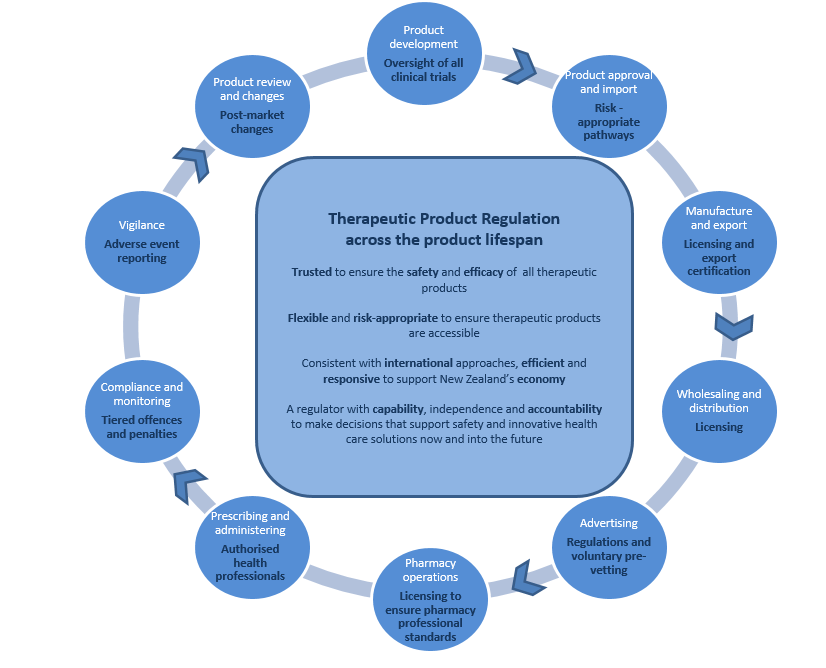 Product
development
Oversight of all
clinical trials
Product approval
and import
Risk -
appropriate
pathways
Manufacture
and export
Licensing and
export
certification
Wholesaling and
distribution
Licensing
Advertising
Regulations and
voluntary pre-
vetting
Pharmacy
operations
Licensing to
ensure pharmacy
professional
standards
Prescribing and
administering
Authorised
health
professionals
Compliance and
monitoring
Tiered offences
and penalties
Vigilance
Adverse event
reporting
Product review
and changes
Post-market
changes
Therapeutic Product Regulation
across the product lifespan
Trusted to ensure the safety and efficacy of all therapeutic
products
Flexible and risk-appropriate to ensure therapeutic products
are accessible
Consistent with international approaches, efficient and
responsive to support New Zealand's economy
A regulator with capability, independence and accountability
to make decisions that support safety and innovative health
care solutions now and into the future